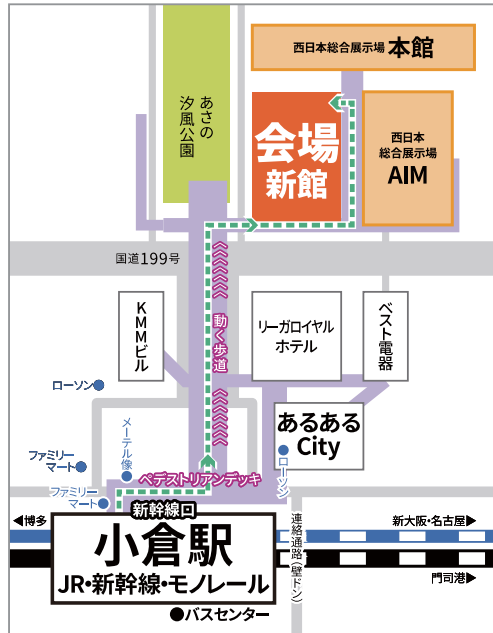 西日本総合展示場 本館
あさの
汐風公園
会場
新館
西日本
総合展示場
AIM
国道199号
KMMビル
動く歩道
リーガロイヤル
ホテル
ベスト電器
ローソン
メーテル像
あるある
City
ローソン
ファミリー
マート
ペデストリアンデッキ
ファミリー
マート
新幹線口
◀博多
小倉駅
JR・新幹線・モノレール
連絡通路(壁ドン)
新大阪・名古屋▶
門司港▶
●バスセンター